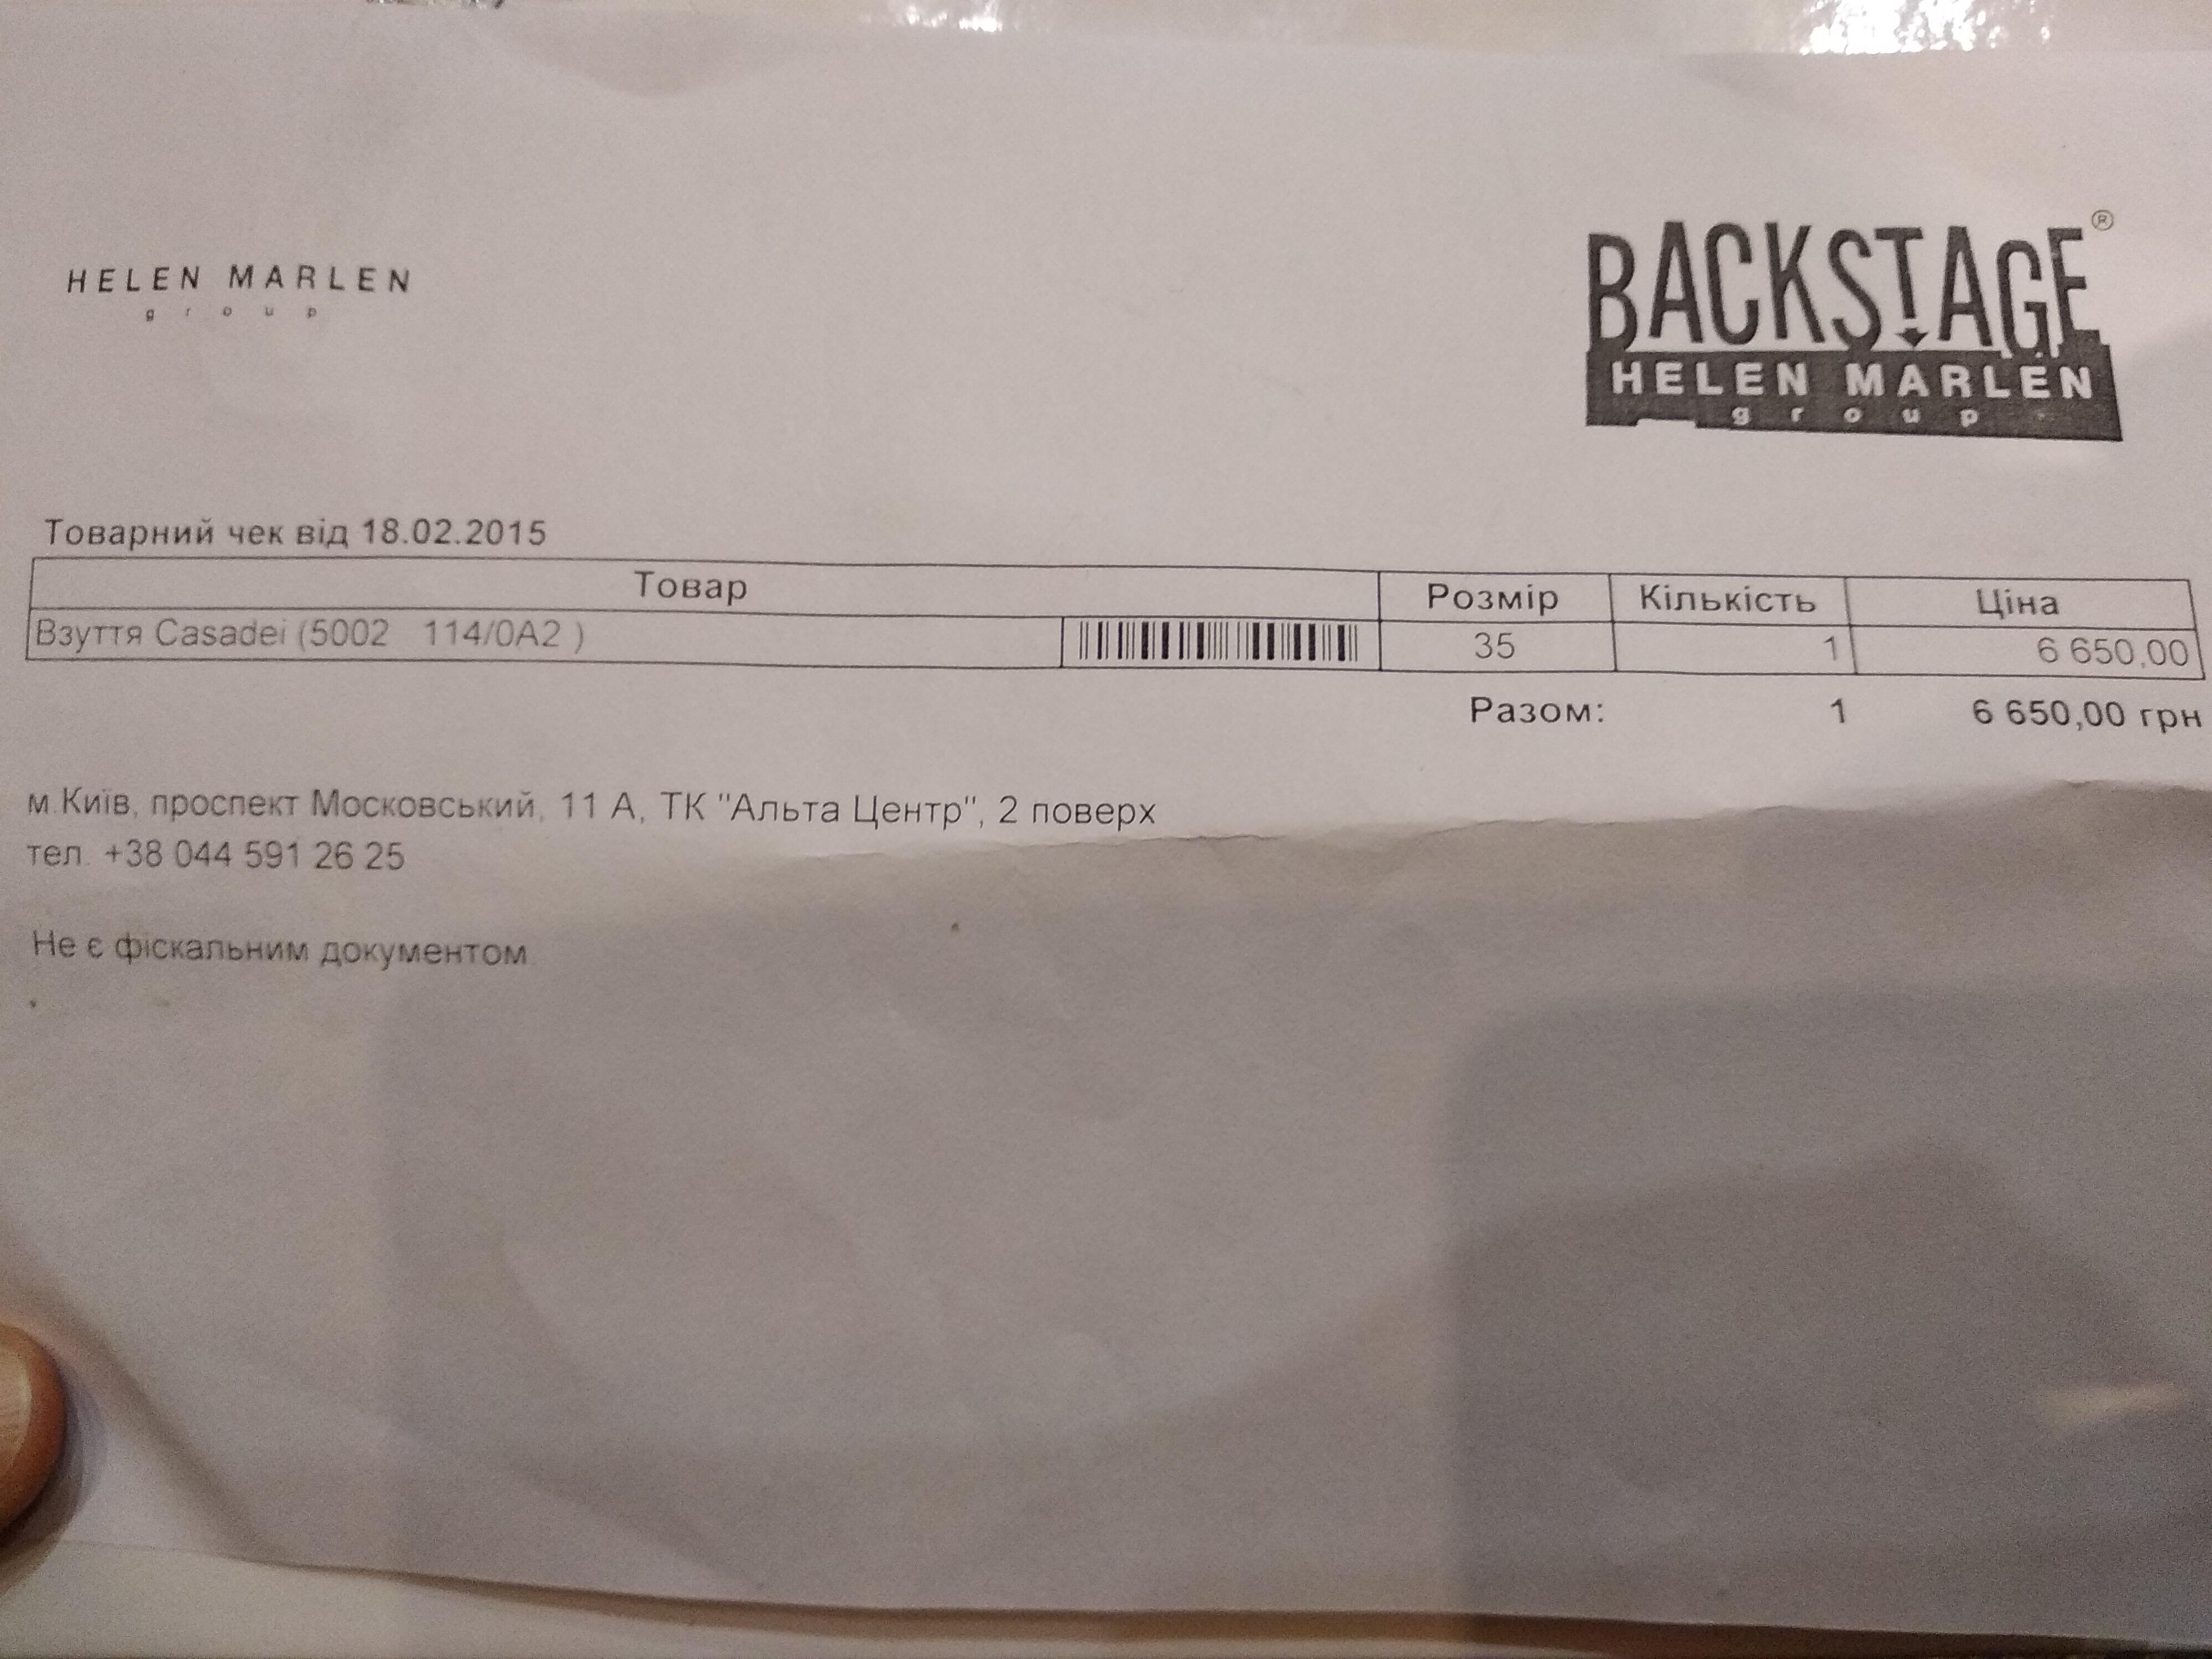 HELEN MARLEN
group
BACKSTAGE®
HELEN MARLEN
group
Товарний чек від 18.02.2015
Товар Розмір Кількість Ціна
Взуття Casadei (5002 114/0A2 ) 35 1 6 650,00
Разом: 1 6 650,00 грн
м.Київ, проспект Московський, 11 А, ТК "Альта Центр", 2 поверх
тел. +38 044 591 26 25
Не є фіскальним документом.